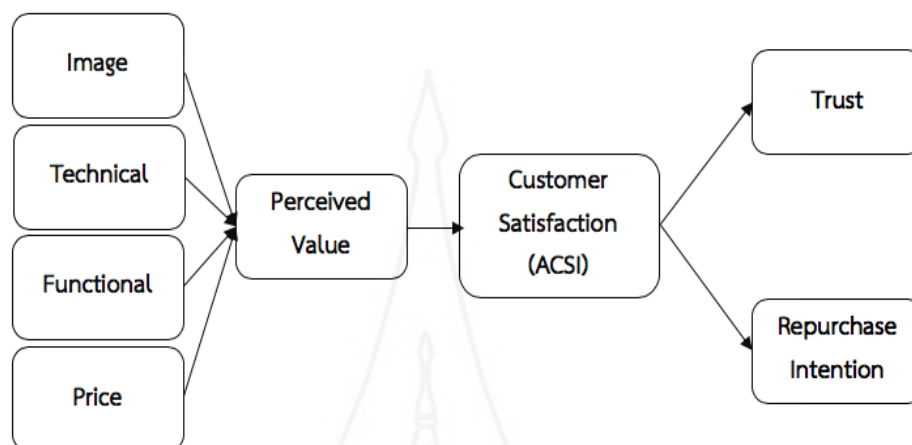 Image
Technical
Functional
Price
Perceived
Value
Customer
Satisfaction
(ACSI)
Trust
Repurchase
Intention